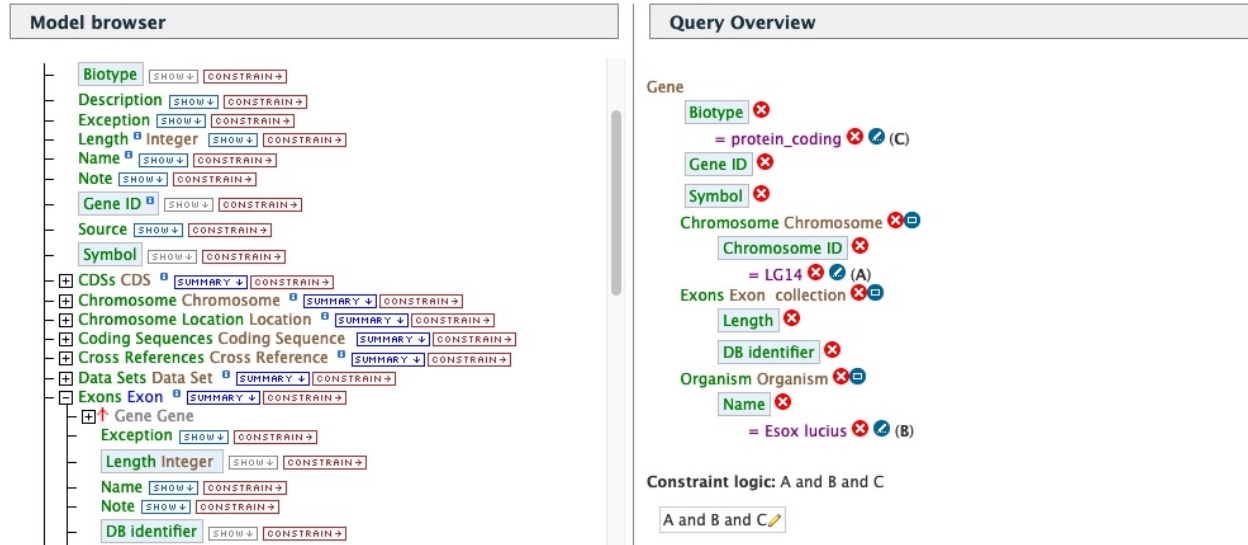 Model browser
Biotype SHOW↓ CONSTRAIN→
Description SHOW↓ CONSTRAIN→
Exception SHOW↓ CONSTRAIN→
Length i Integer SHOW↓ CONSTRAIN→
Name i SHOW↓ CONSTRAIN→
Note SHOW↓ CONSTRAIN→
Gene ID i SHOW↓ CONSTRAIN→
Source SHOW↓ CONSTRAIN→
Symbol SHOW↓ CONSTRAIN→
CDSs CDS i SUMMARY↓ CONSTRAIN→
Chromosome Chromosome i SUMMARY↓ CONSTRAIN→
Chromosome Location Location i SUMMARY↓ CONSTRAIN→
Coding Sequences Coding Sequence SUMMARY↓ CONSTRAIN→
Cross References Cross Reference i SUMMARY↓ CONSTRAIN→
Data Sets Data Set i SUMMARY↓ CONSTRAIN→
Exons Exon i SUMMARY↓ CONSTRAIN→
Gene Gene
Exception SHOW↓ CONSTRAIN→
Length Integer SHOW↓ CONSTRAIN→
Name SHOW↓ CONSTRAIN→
Note SHOW↓ CONSTRAIN→
DB identifier SHOW↓ CONSTRAIN→
Query Overview
Gene
Biotype
= protein_coding (C)
Gene ID
Symbol
Chromosome Chromosome
Chromosome ID
= LG14 (A)
Exons Exon collection
Length
DB identifier
Organism Organism
Name
= Esox lucius (B)
Constraint logic: A and B and C
A and B and C